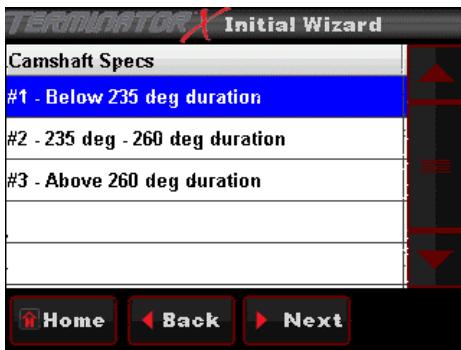 TERMINATOR X Initial Wizard
Camshaft Specs
#1 - Below 235 deg duration
#2 - 235 deg - 260 deg duration
#3 - Above 260 deg duration
Home Back Next